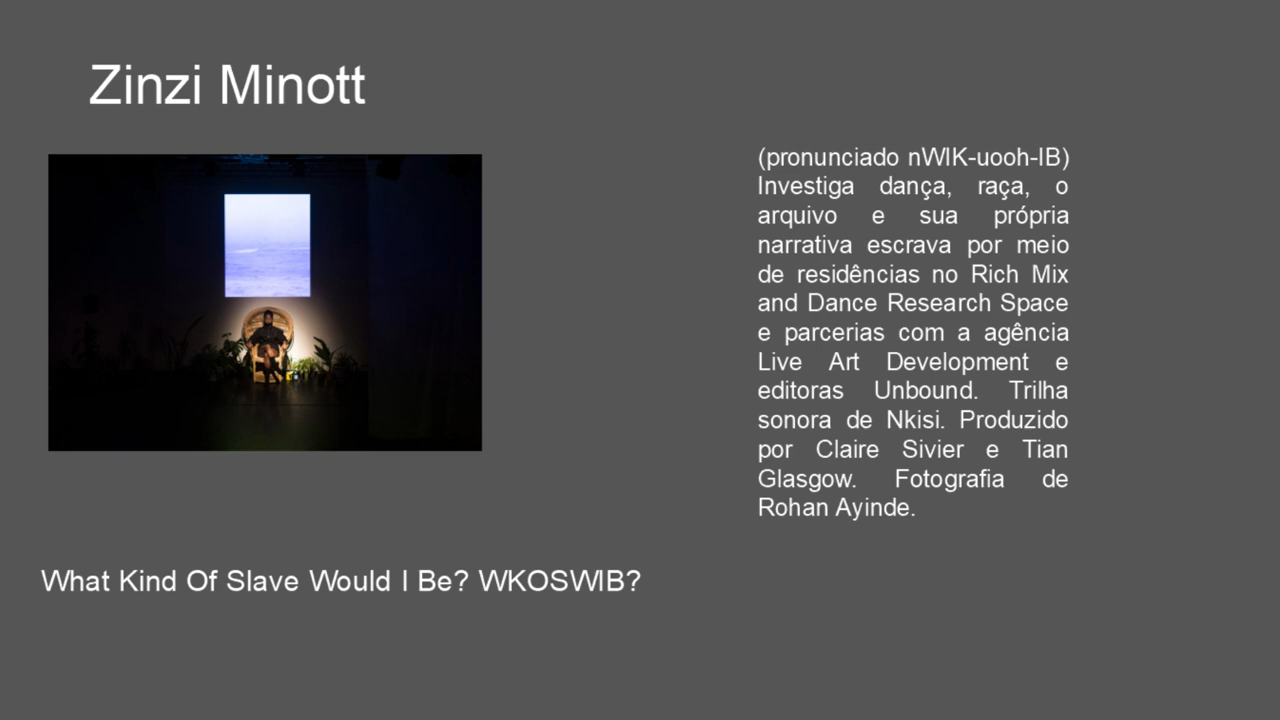 Zinzi Minott
(pronunciado nWIK-uooh-IB)
Investiga dança, raça, o
arquivo e sua própria
narrativa escrava por meio
de residências no Rich Mix
and Dance Research Space
e parcerias com a agência
Live Art Development e
editoras Unbound. Trilha
sonora de Nkisi. Produzido
por Claire Sivier e Tian
Glasgow. Fotografia de
Rohan Ayinde.
What Kind Of Slave Would I Be? WKOSWIB?